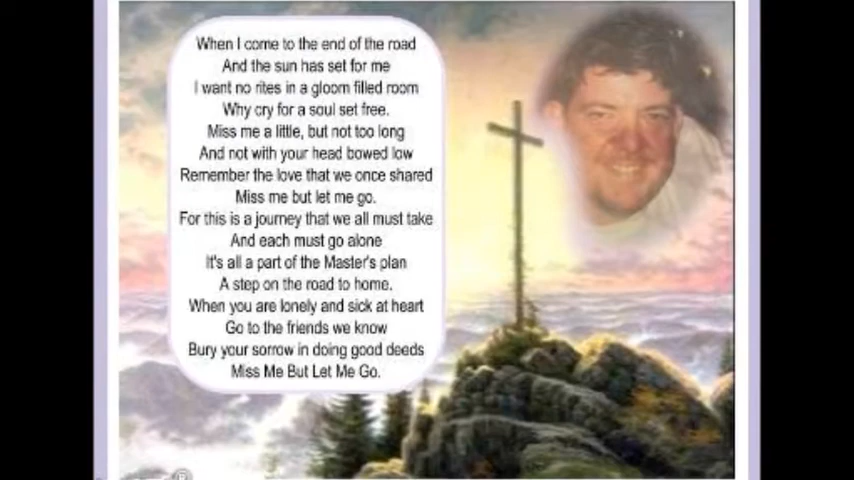 When I come to the end of the road
And the sun has set for me
I want no rites in a gloom filled room
Why cry for a soul set free.
Miss me a little, but not too long
And not with your head bowed low
Remember the love that we once shared
Miss me but let me go.
For this is a journey that we all must take
And each must go alone
It's all a part of the Master's plan
A step on the road to home.
When you are lonely and sick at heart
Go to the friends we know
Bury your sorrow in doing good deeds
Miss Me But Let Me Go.